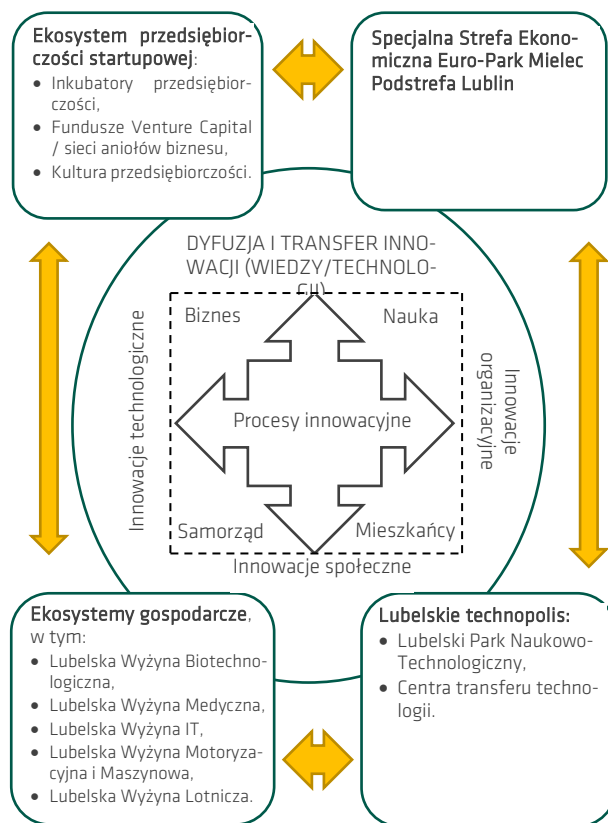 Ekosystem przedsiębior-
czości startupowej:
• Inkubatory przedsiębior-
czości,
• Fundusze Venture Capital
/ sieci aniołów biznesu,
• Kultura przedsiębiorczości.
Specjalna Strefa Ekono-
miczna Euro-Park Mielec
Podstrefa Lublin
DYFUZJA I TRANSFER INNO-
WACJI (WIEDZY/TECHNOLO-
GII)
Biznes
Nauka
Innowacje technologiczne
Procesy innowacyjne
Innowacje
organizacyjne
Samorząd
Mieszkańcy
Innowacje społeczne
Ekosystemy gospodarcze,
w tym:
• Lubelska Wyżyna Biotechno-
logiczna,
• Lubelska Wyżyna Medyczna,
• Lubelska Wyżyna IT,
• Lubelska Wyżyna Motoryza-
cyjna i Maszynowa,
• Lubelska Wyżyna Lotnicza.
Lubelskie technopolis:
• Lubelski Park Naukowo-
Technologiczny,
• Centra transferu techno-
logii.